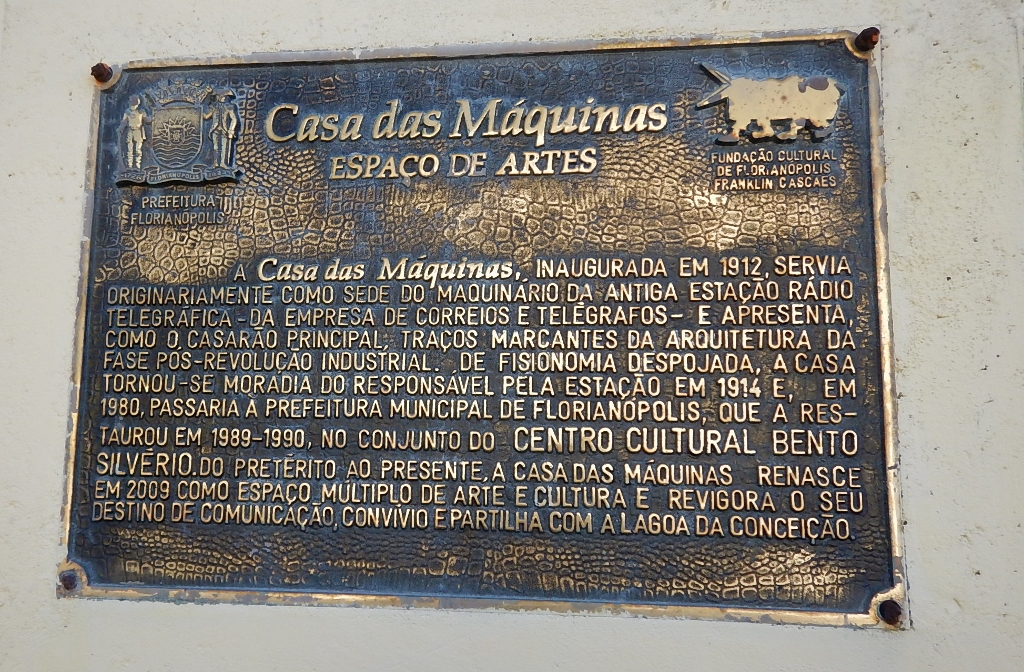 Casa das Máquinas
ESPAÇO DE ARTES
FLORIANÓPOLIS
PREFEITURA
FLORIANÓPOLIS
FUNDAÇÃO CULTURAL
DE FLORIANÓPOLIS
FRANKLIN CASCAES
A Casa das Máquinas, INAUGURADA EM 1912, SERVIA
ORIGINARIAMENTE COMO SEDE DO MAQUINÁRIO DA ANTIGA ESTAÇÃO RÁDIO
TELEGRÁFICA - DA EMPRESA DE CORREIOS E TELÉGRAFOS - E APRESENTA,
COMO O CASARÃO PRINCIPAL, TRAÇOS MARCANTES DA ARQUITETURA DA
FASE PÓS-REVOLUÇÃO INDUSTRIAL. DE FISIONOMIA DESPOJADA, A CASA
TORNOU-SE MORADIA DO RESPONSÁVEL PELA ESTAÇÃO EM 1914 E, EM
1980, PASSARIA À PREFEITURA MUNICIPAL DE FLORIANÓPOLIS, QUE A RES-
TAUROU EM 1989-1990, NO CONJUNTO DO CENTRO CULTURAL BENTO
SILVÉRIO. DO PRETÉRITO AO PRESENTE, A CASA DAS MÁQUINAS RENASCE
EM 2009 COMO ESPAÇO MÚLTIPLO DE ARTE E CULTURA E REVIGORA O SEU
DESTINO DE COMUNICAÇÃO, CONVÍVIO E PARTILHA COM A LAGOA DA CONCEIÇÃO.